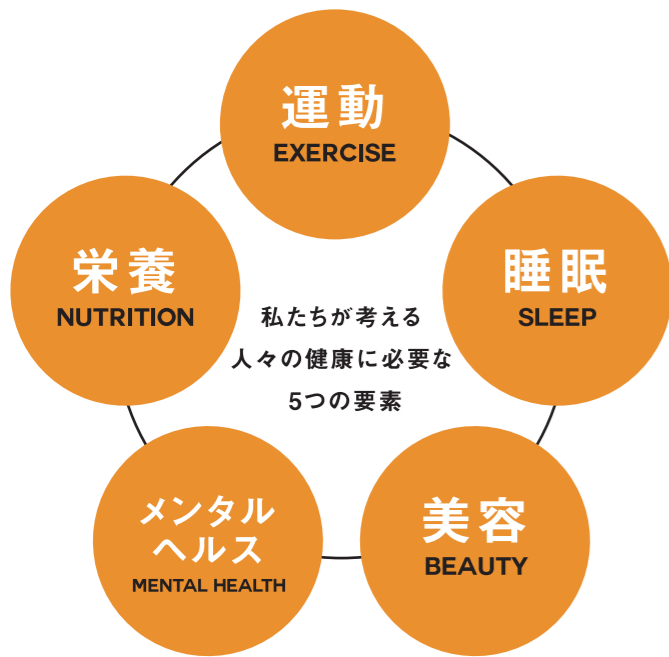 運動
EXERCISE
睡眠
SLEEP
美容
BEAUTY
メンタル
ヘルス
MENTAL HEALTH
栄養
NUTRITION
私たちが考える
人々の健康に必要な
5つの要素